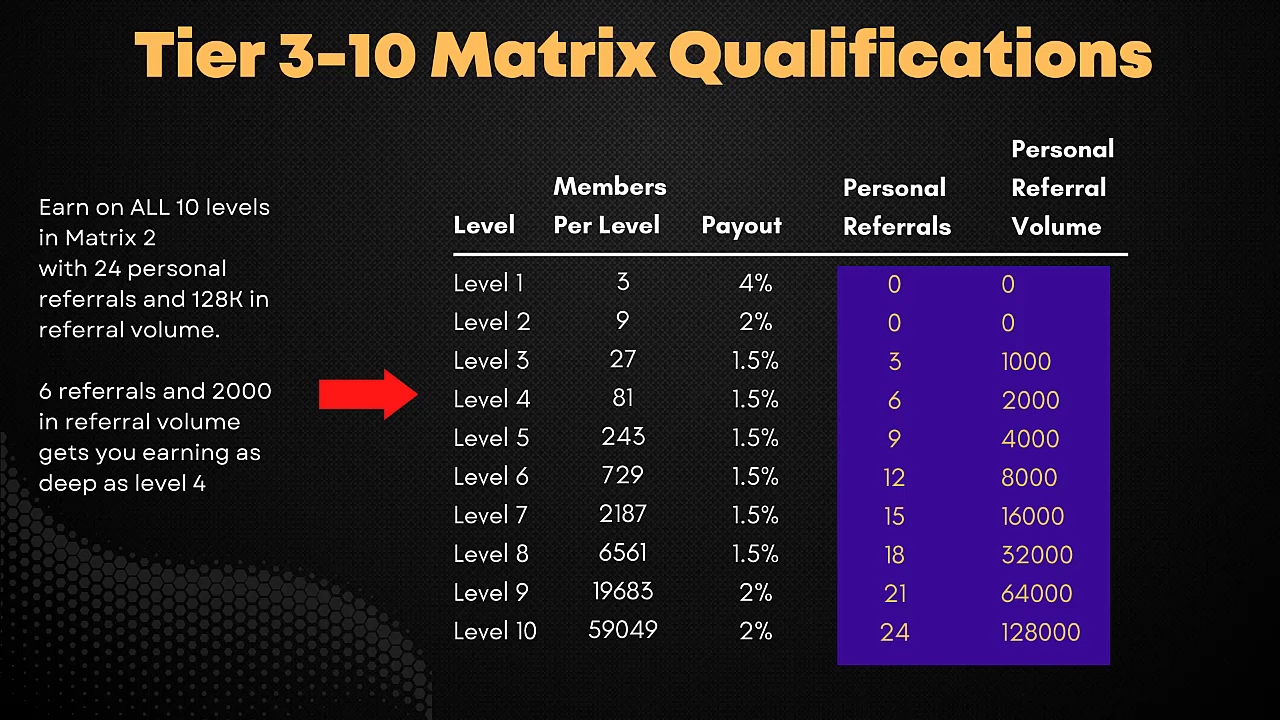 Tier 3-10 Matrix Qualifications
Earn on ALL 10 levels
in Matrix 2
with 24 personal
referrals and 128K in
referral volume.
6 referrals and 2000
in referral volume
gets you earning as
deep as level 4
Level Members Per Level Payout Personal Referrals Personal Referral Volume
Level 1 3 4% 0 0
Level 2 9 2% 0 0
Level 3 27 1.5% 3 1000
Level 4 81 1.5% 6 2000
Level 5 243 1.5% 9 4000
Level 6 729 1.5% 12 8000
Level 7 2187 1.5% 15 16000
Level 8 6561 1.5% 18 32000
Level 9 19683 2% 21 64000
Level 10 59049 2% 24 128000